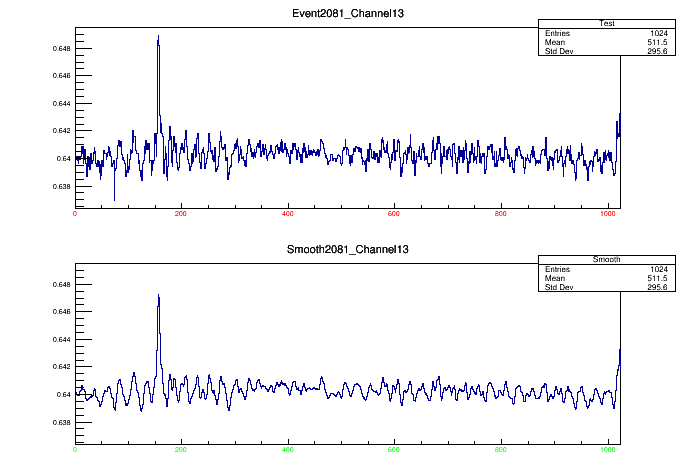 Event2081_Channel13
Test
Entries 1024
Mean 511.5
Std Dev 295.6
0.648
0.646
0.644
0.642
0.64
0.638
0 200 400 600 800 1000
Smooth2081_Channel13
Smooth
Entries 1024
Mean 511.5
Std Dev 295.6
0.648
0.646
0.644
0.642
0.64
0.638
0 200 400 600 800 1000